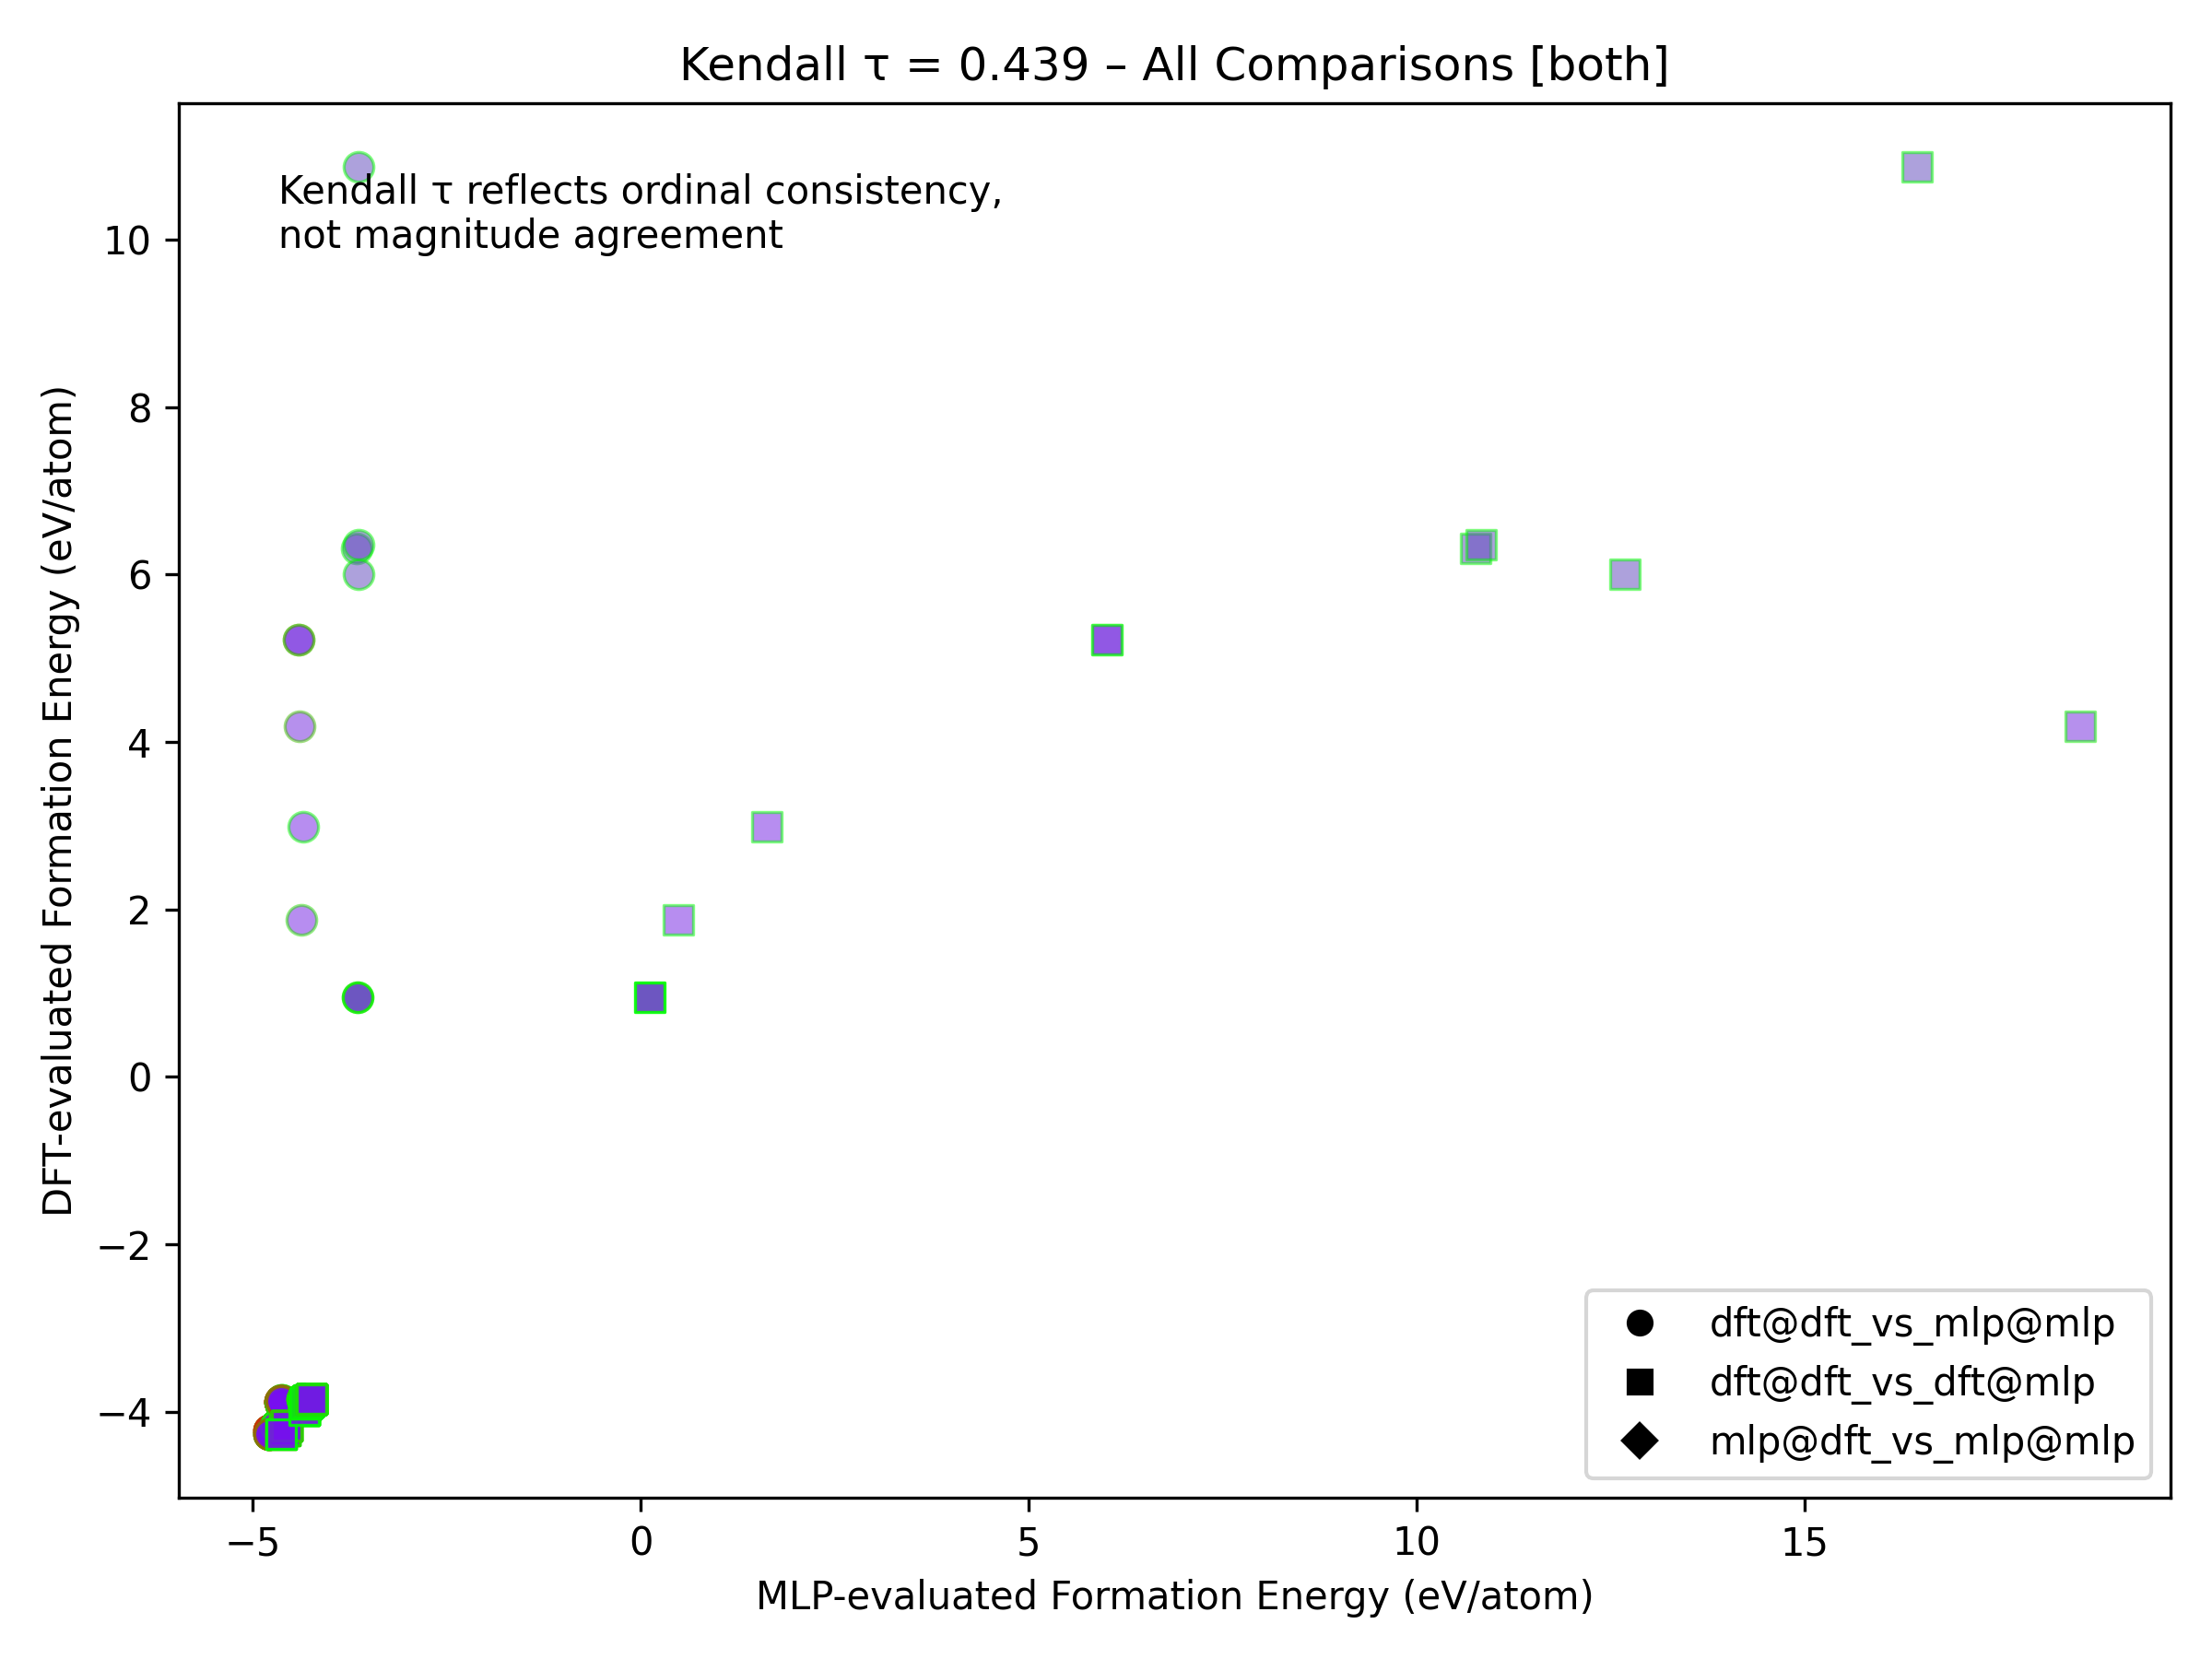 Kendall τ = 0.439 – All Comparisons [both]
Kendall τ reflects ordinal consistency,
not magnitude agreement
DFT-evaluated Formation Energy (eV/atom)
10
8
6
4
2
0
−2
−4
dft@dft_vs_mlp@mlp
dft@dft_vs_dft@mlp
mlp@dft_vs_mlp@mlp
−5 0 5 10 15
MLP-evaluated Formation Energy (eV/atom)